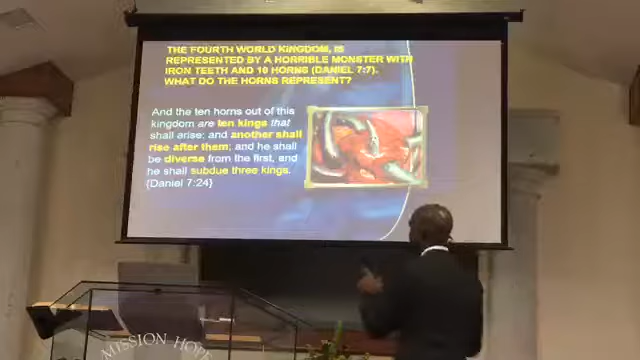 THE FOURTH WORLD KINGDOM, IS
REPRESENTED BY A HORRIBLE MONSTER WITH
IRON TEETH AND 10 HORNS (DANIEL 7:7).
WHAT DO THE HORNS REPRESENT?
And the ten horns out of this
kingdom are ten kings that
shall arise: and another shall
rise after them; and he shall
be diverse from the first, and
he shall subdue three kings.
(Daniel 7:24)
MISSION HOPE